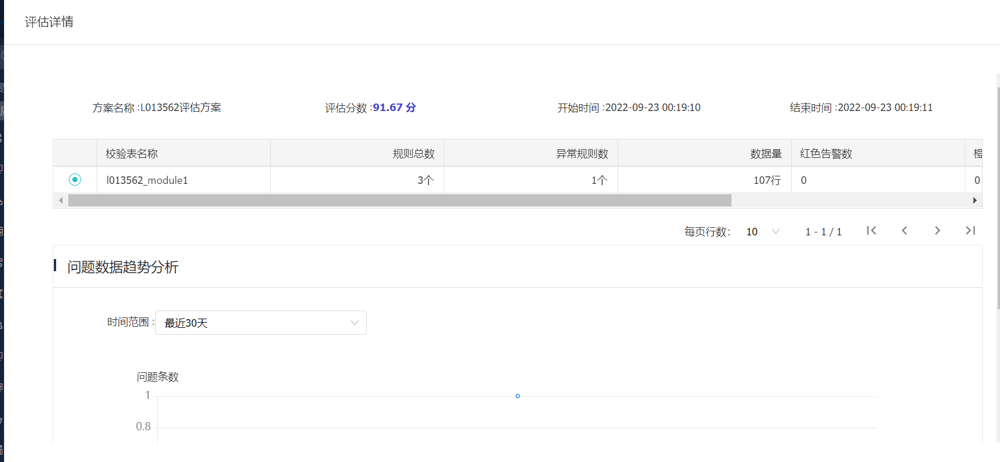 评估详情
方案名称 :L013562评估方案 评估分数 :91.67 分 开始时间 :2022-09-23 00:19:10 结束时间 :2022-09-23 00:19:11
校验表名称 规则总数 异常规则数 数据量 红色告警数
l013562_module1 3个 1个 107行 0 0
每页行数： 10 1 - 1 / 1
问题数据趋势分析
时间范围 : 最近30天
问题条数
1
0.8